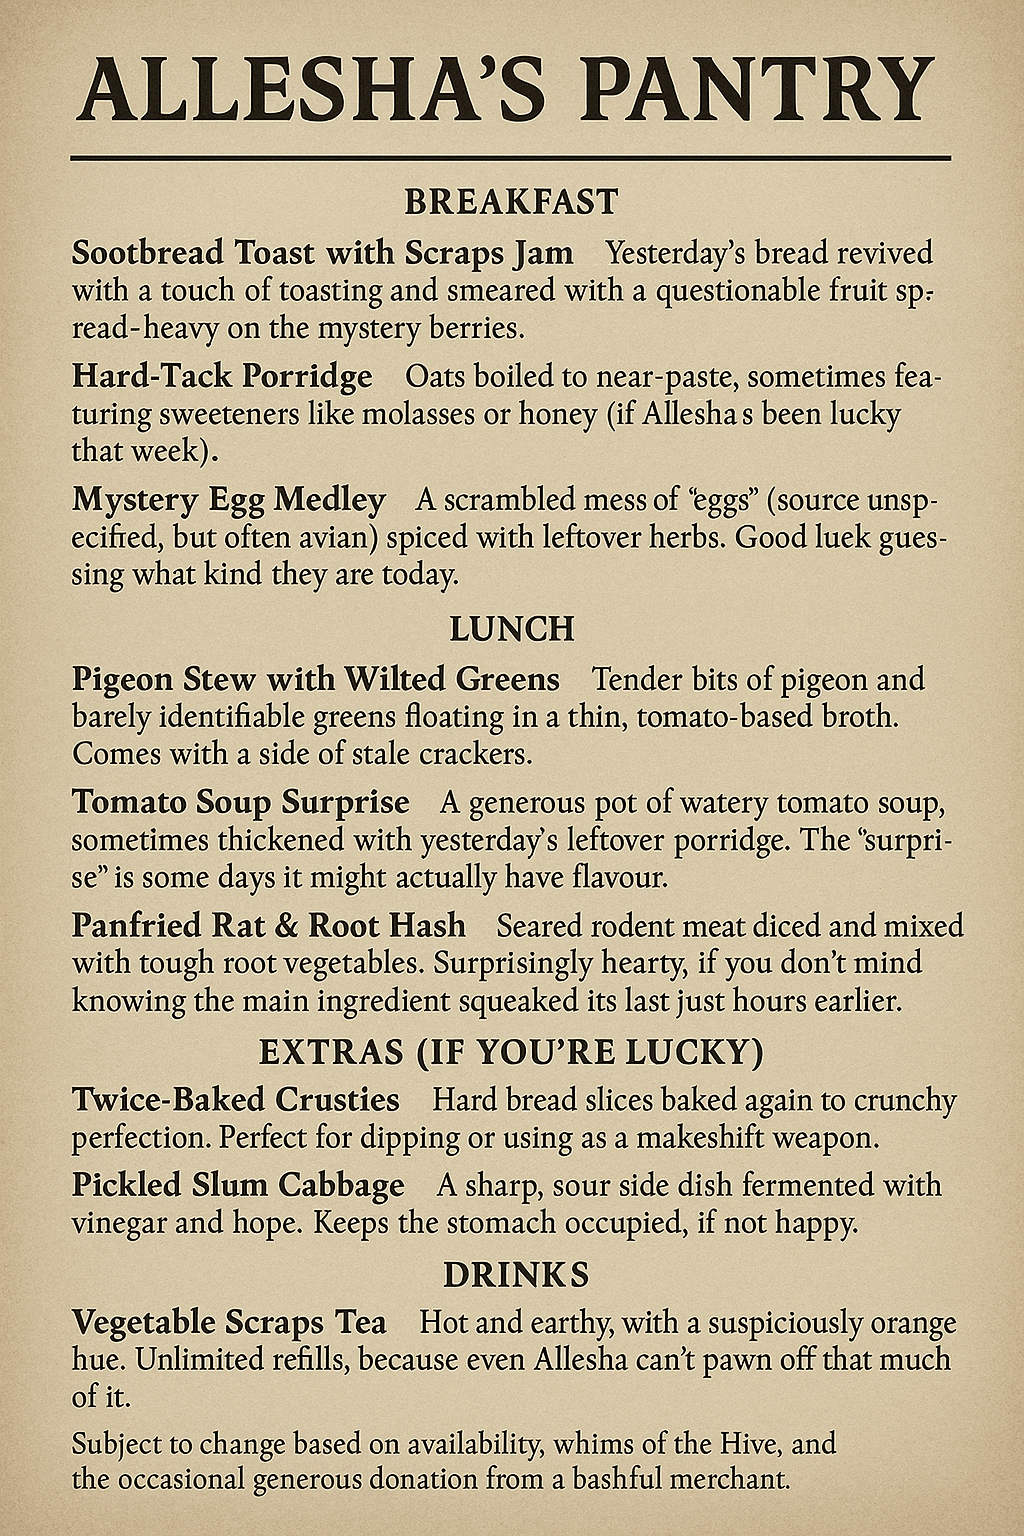 ALLESHA’S PANTRY
BREAKFAST
Sootbread Toast with Scraps Jam Yesterday’s bread revived
with a touch of toasting and smeared with a questionable fruit sp-
read-heavy on the mystery berries.
Hard-Tack Porridge Oats boiled to near-paste, sometimes fea-
turing sweeteners like molasses or honey (if Allesha s been lucky
that week).
Mystery Egg Medley A scrambled mess of “eggs” (source unsp-
ecified, but often avian) spiced with leftover herbs. Good luek gues-
sing what kind they are today.
LUNCH
Pigeon Stew with Wilted Greens Tender bits of pigeon and
barely identifiable greens floating in a thin, tomato-based broth.
Comes with a side of stale crackers.
Tomato Soup Surprise A generous pot of watery tomato soup,
sometimes thickened with yesterday’s leftover porridge. The “surpri-
se” is some days it might actually have flavour.
Panfried Rat & Root Hash Seared rodent meat diced and mixed
with tough root vegetables. Surprisingly hearty, if you don’t mind
knowing the main ingredient squeaked its last just hours earlier.
EXTRAS (IF YOU’RE LUCKY)
Twice-Baked Crusties Hard bread slices baked again to crunchy
perfection. Perfect for dipping or using as a makeshift weapon.
Pickled Slum Cabbage A sharp, sour side dish fermented with
vinegar and hope. Keeps the stomach occupied, if not happy.
DRINKS
Vegetable Scraps Tea Hot and earthy, with a suspiciously orange
hue. Unlimited refills, because even Allesha can’t pawn off that much
of it.
Subject to change based on availability, whims of the Hive, and
the occasional generous donation from a bashful merchant.